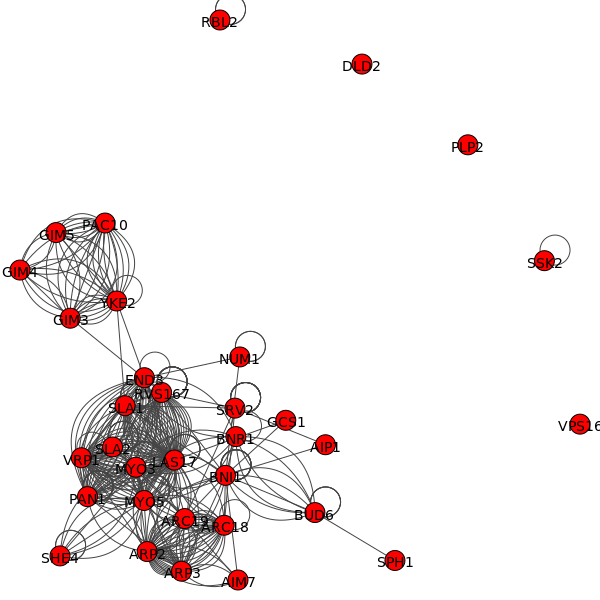 RBL2
DLD2
PLP2
PAC10
GIM5
SSK2
GIM4
YKE2
GIM3
NUM1
END3
RVS167
SLA1
SRV2
GCS1
VPS16
BNR1
AIP1
SLA2
VRP1
LAS17
MYO3
BNI1
PAN1
MYO5
BUD6
ARC19
ARC18
SHE4
ARP2
SPH1
ARP3
AIM7